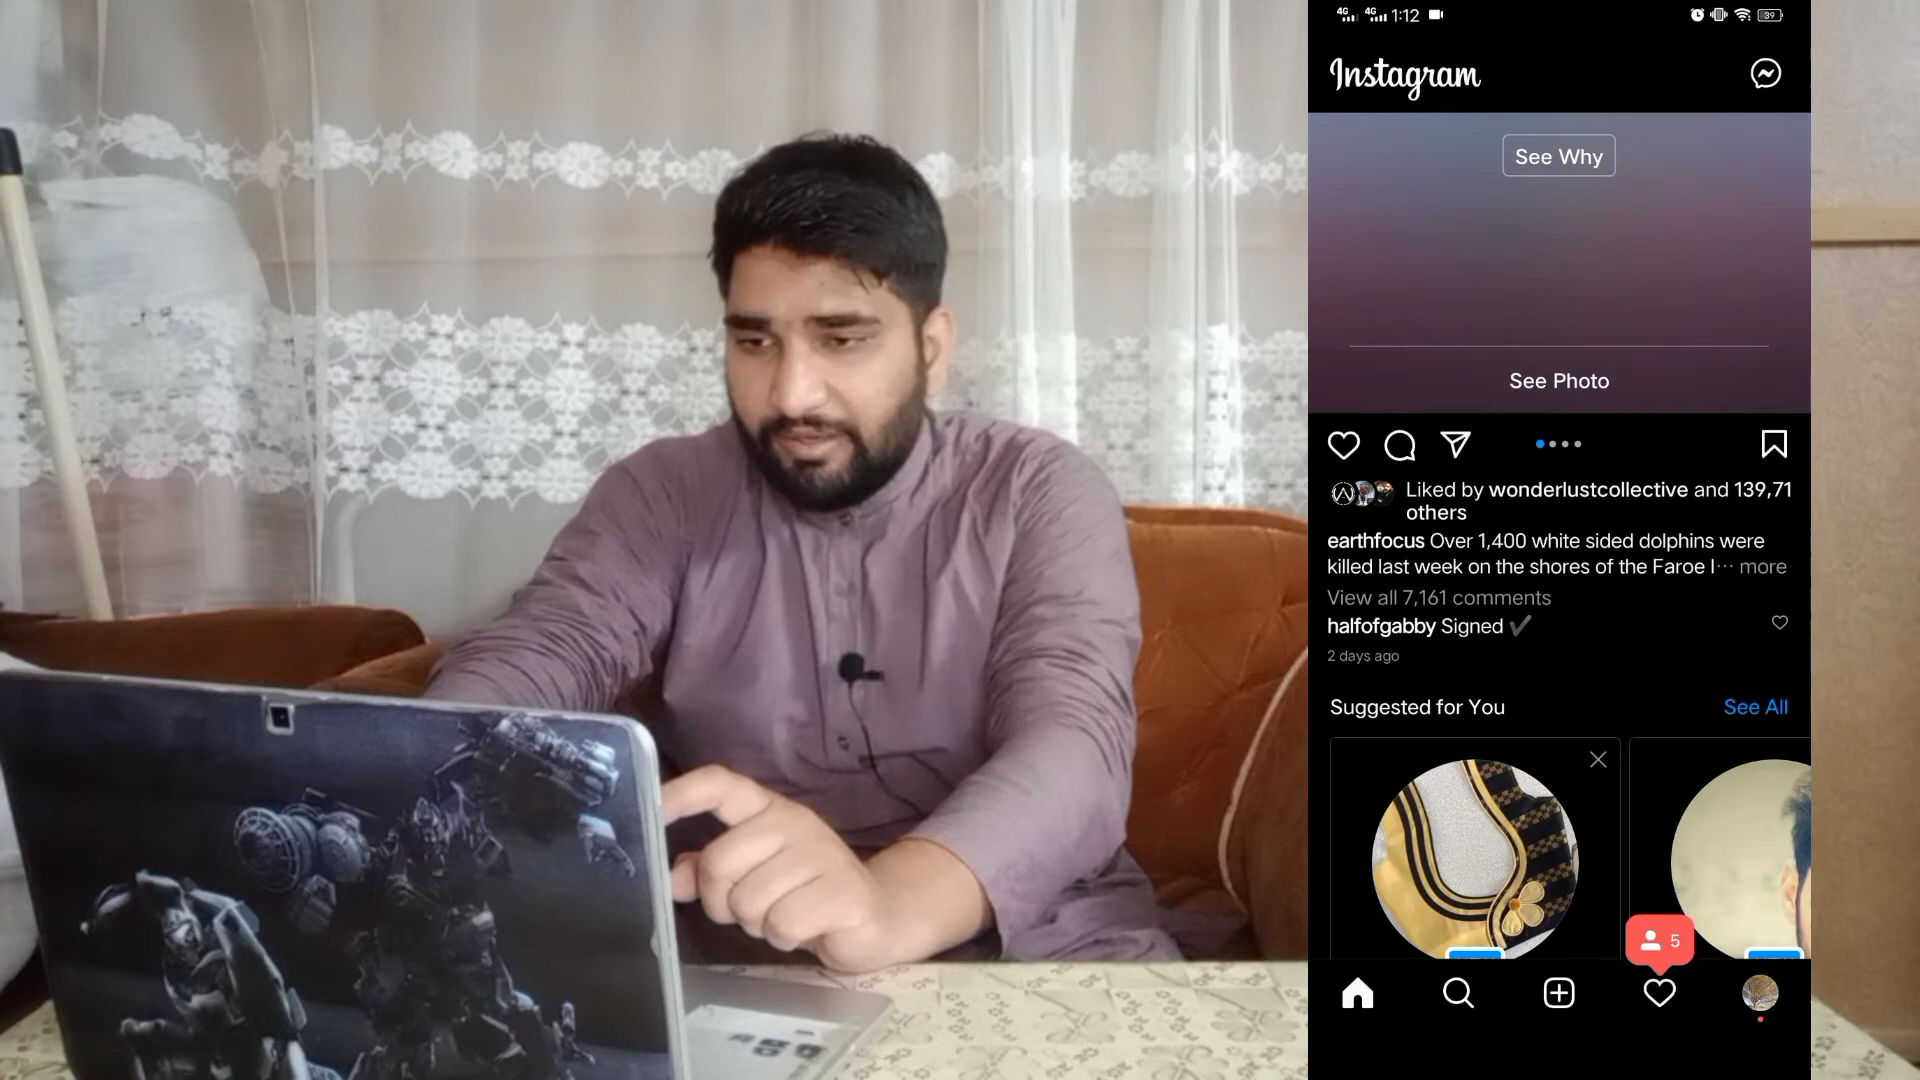 4G 4G 1:12 39
Instagram
See Why
See Photo
Liked by wonderlustcollective and 139,71
others
earthfocus Over 1,400 white sided dolphins were
killed last week on the shores of the Faroe I… more
View all 7,161 comments
halfofgabby Signed ✔
2 days ago
Suggested for You See All
5